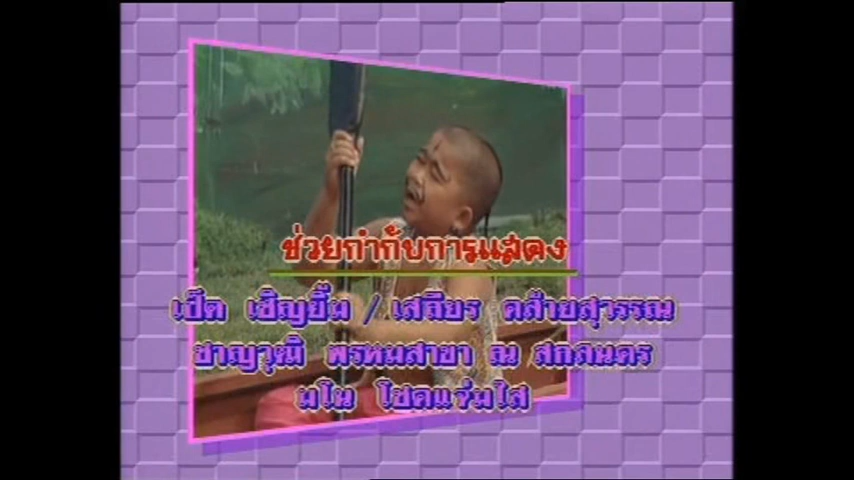 ช่วยกำกับการแสดง
เป็ด เชิญยิ้ม / เสถียร คล้ายสุวรรณ
ชาญวุฒิ พรหมสาขา ณ สกลนคร
มโน โชคแจ่มใส